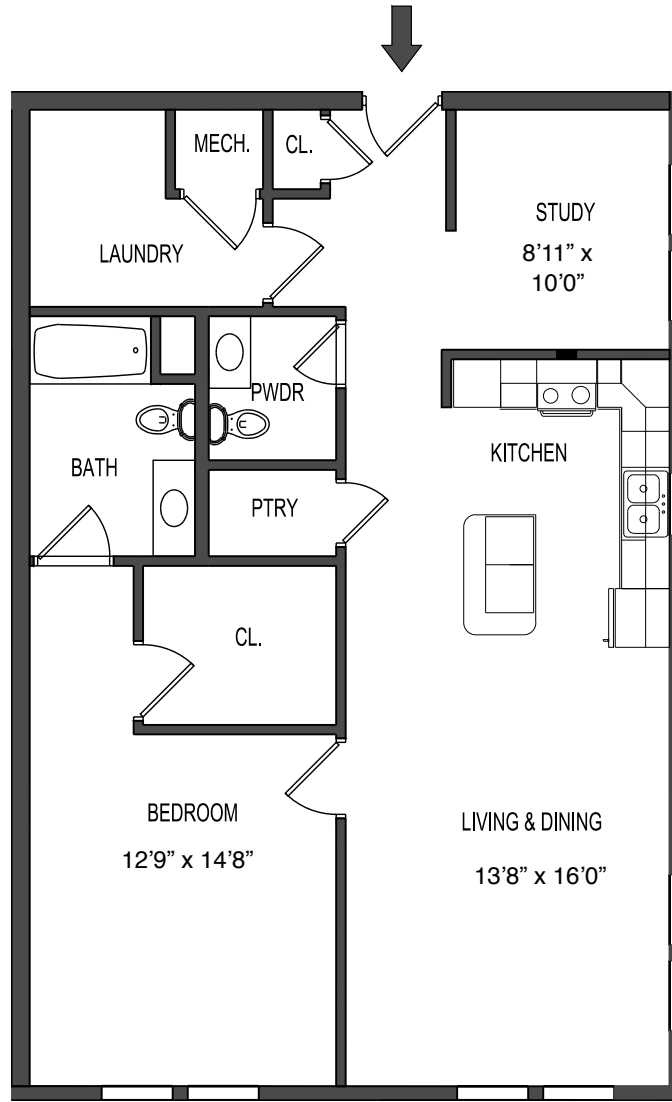 MECH.
CL.
STUDY
8’11” x
10’0”
LAUNDRY
PWDR
KITCHEN
BATH
PTRY
CL.
BEDROOM
12’9” x 14’8”
LIVING & DINING
13’8” x 16’0”